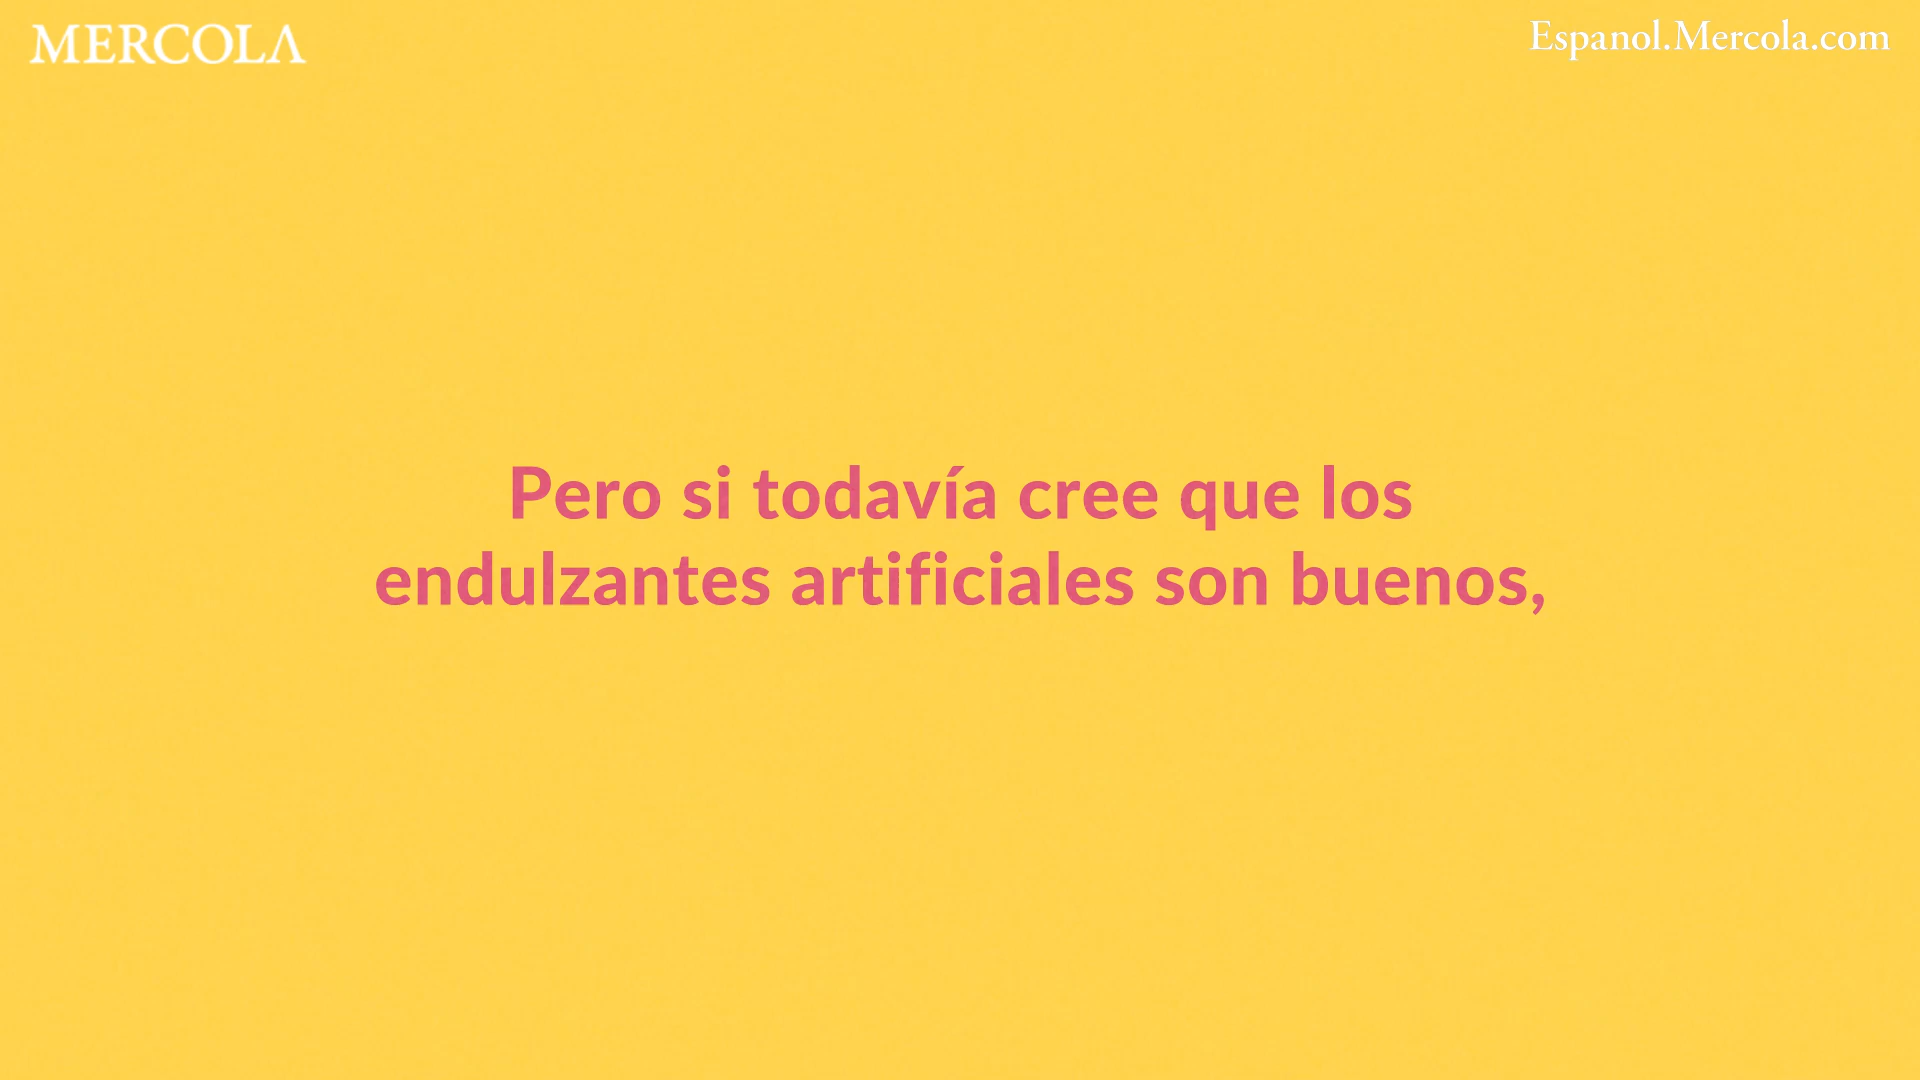 MERCOLA
Espanol.Mercola.com
Pero si todavía cree que los
endulzantes artificiales son buenos,